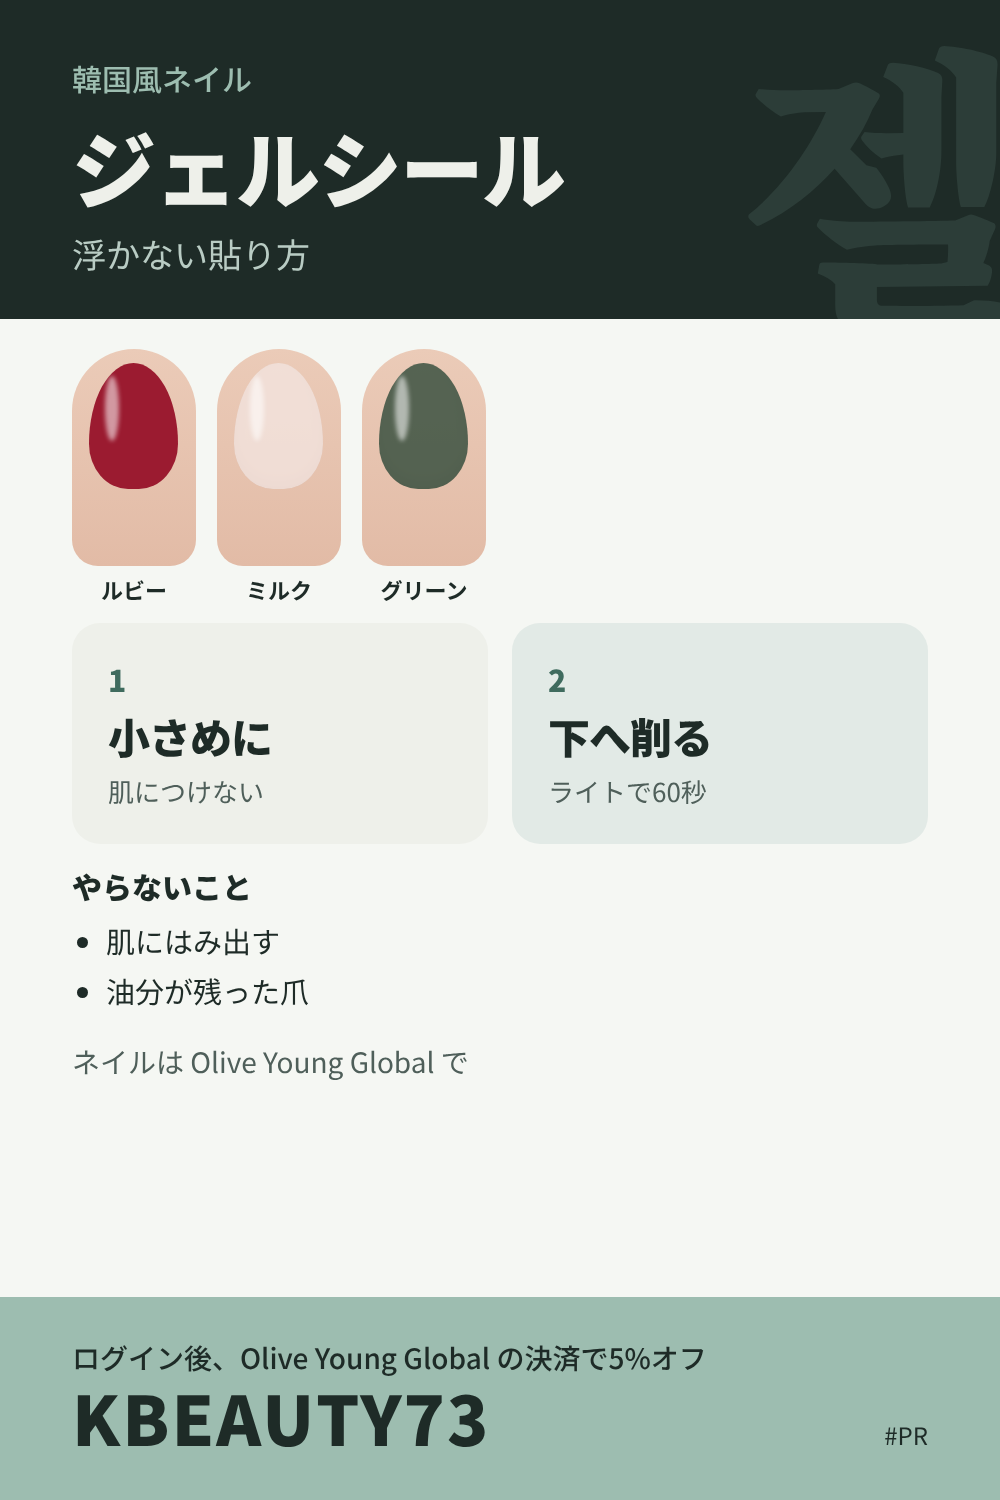 韓国風ネイル
ジェルシール
浮かない貼り方
젤
ルビー
ミルク
グリーン
1
小さめに
肌につけない
2
下へ削る
ライトで60秒
やらないこと
• 肌にはみ出す
• 油分が残った爪
ネイルは Olive Young Global で
ログイン後、Olive Young Global の決済で5%オフ
KBEAUTY73
#PR